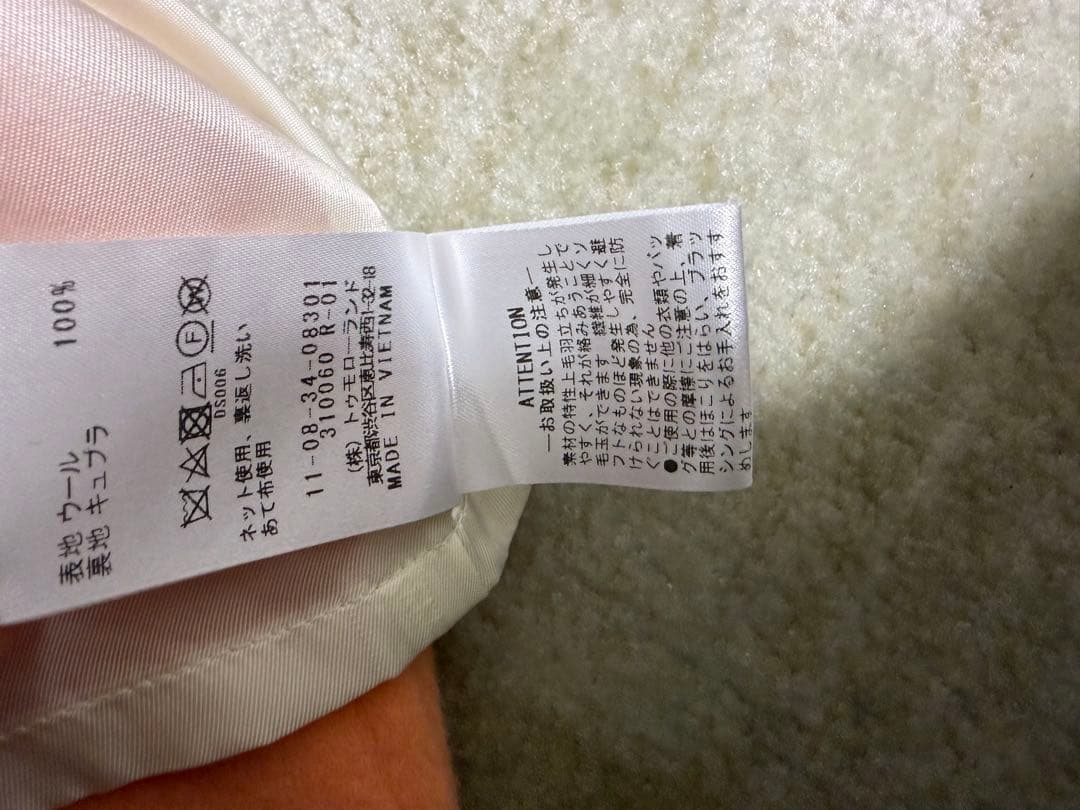 表地 ウール 100%
裏地 キュプラ
F
DS006
ネット使用、裏返し洗い
あて布使用
11-08-34-08301
310060 R-01
(株)トゥモローランド
東京都渋谷区恵比寿西1-32-18
MADE IN VIETNAM
ATTENTION
―お取扱い上の注意―
素材の特性上毛羽立ちが発生し
やすく、それが絡みあうことで
毛玉ができます 繊維が細くソ
フトなものほど発生しやすく避
けられない現象の為、完全に防
ぐことはできません
●ご使用の際に他の衣類やバッ
グ等との摩擦にご注意の上、着
用後はほこりをはらい、ブラッ
シングによるお手入れをおすす
めします